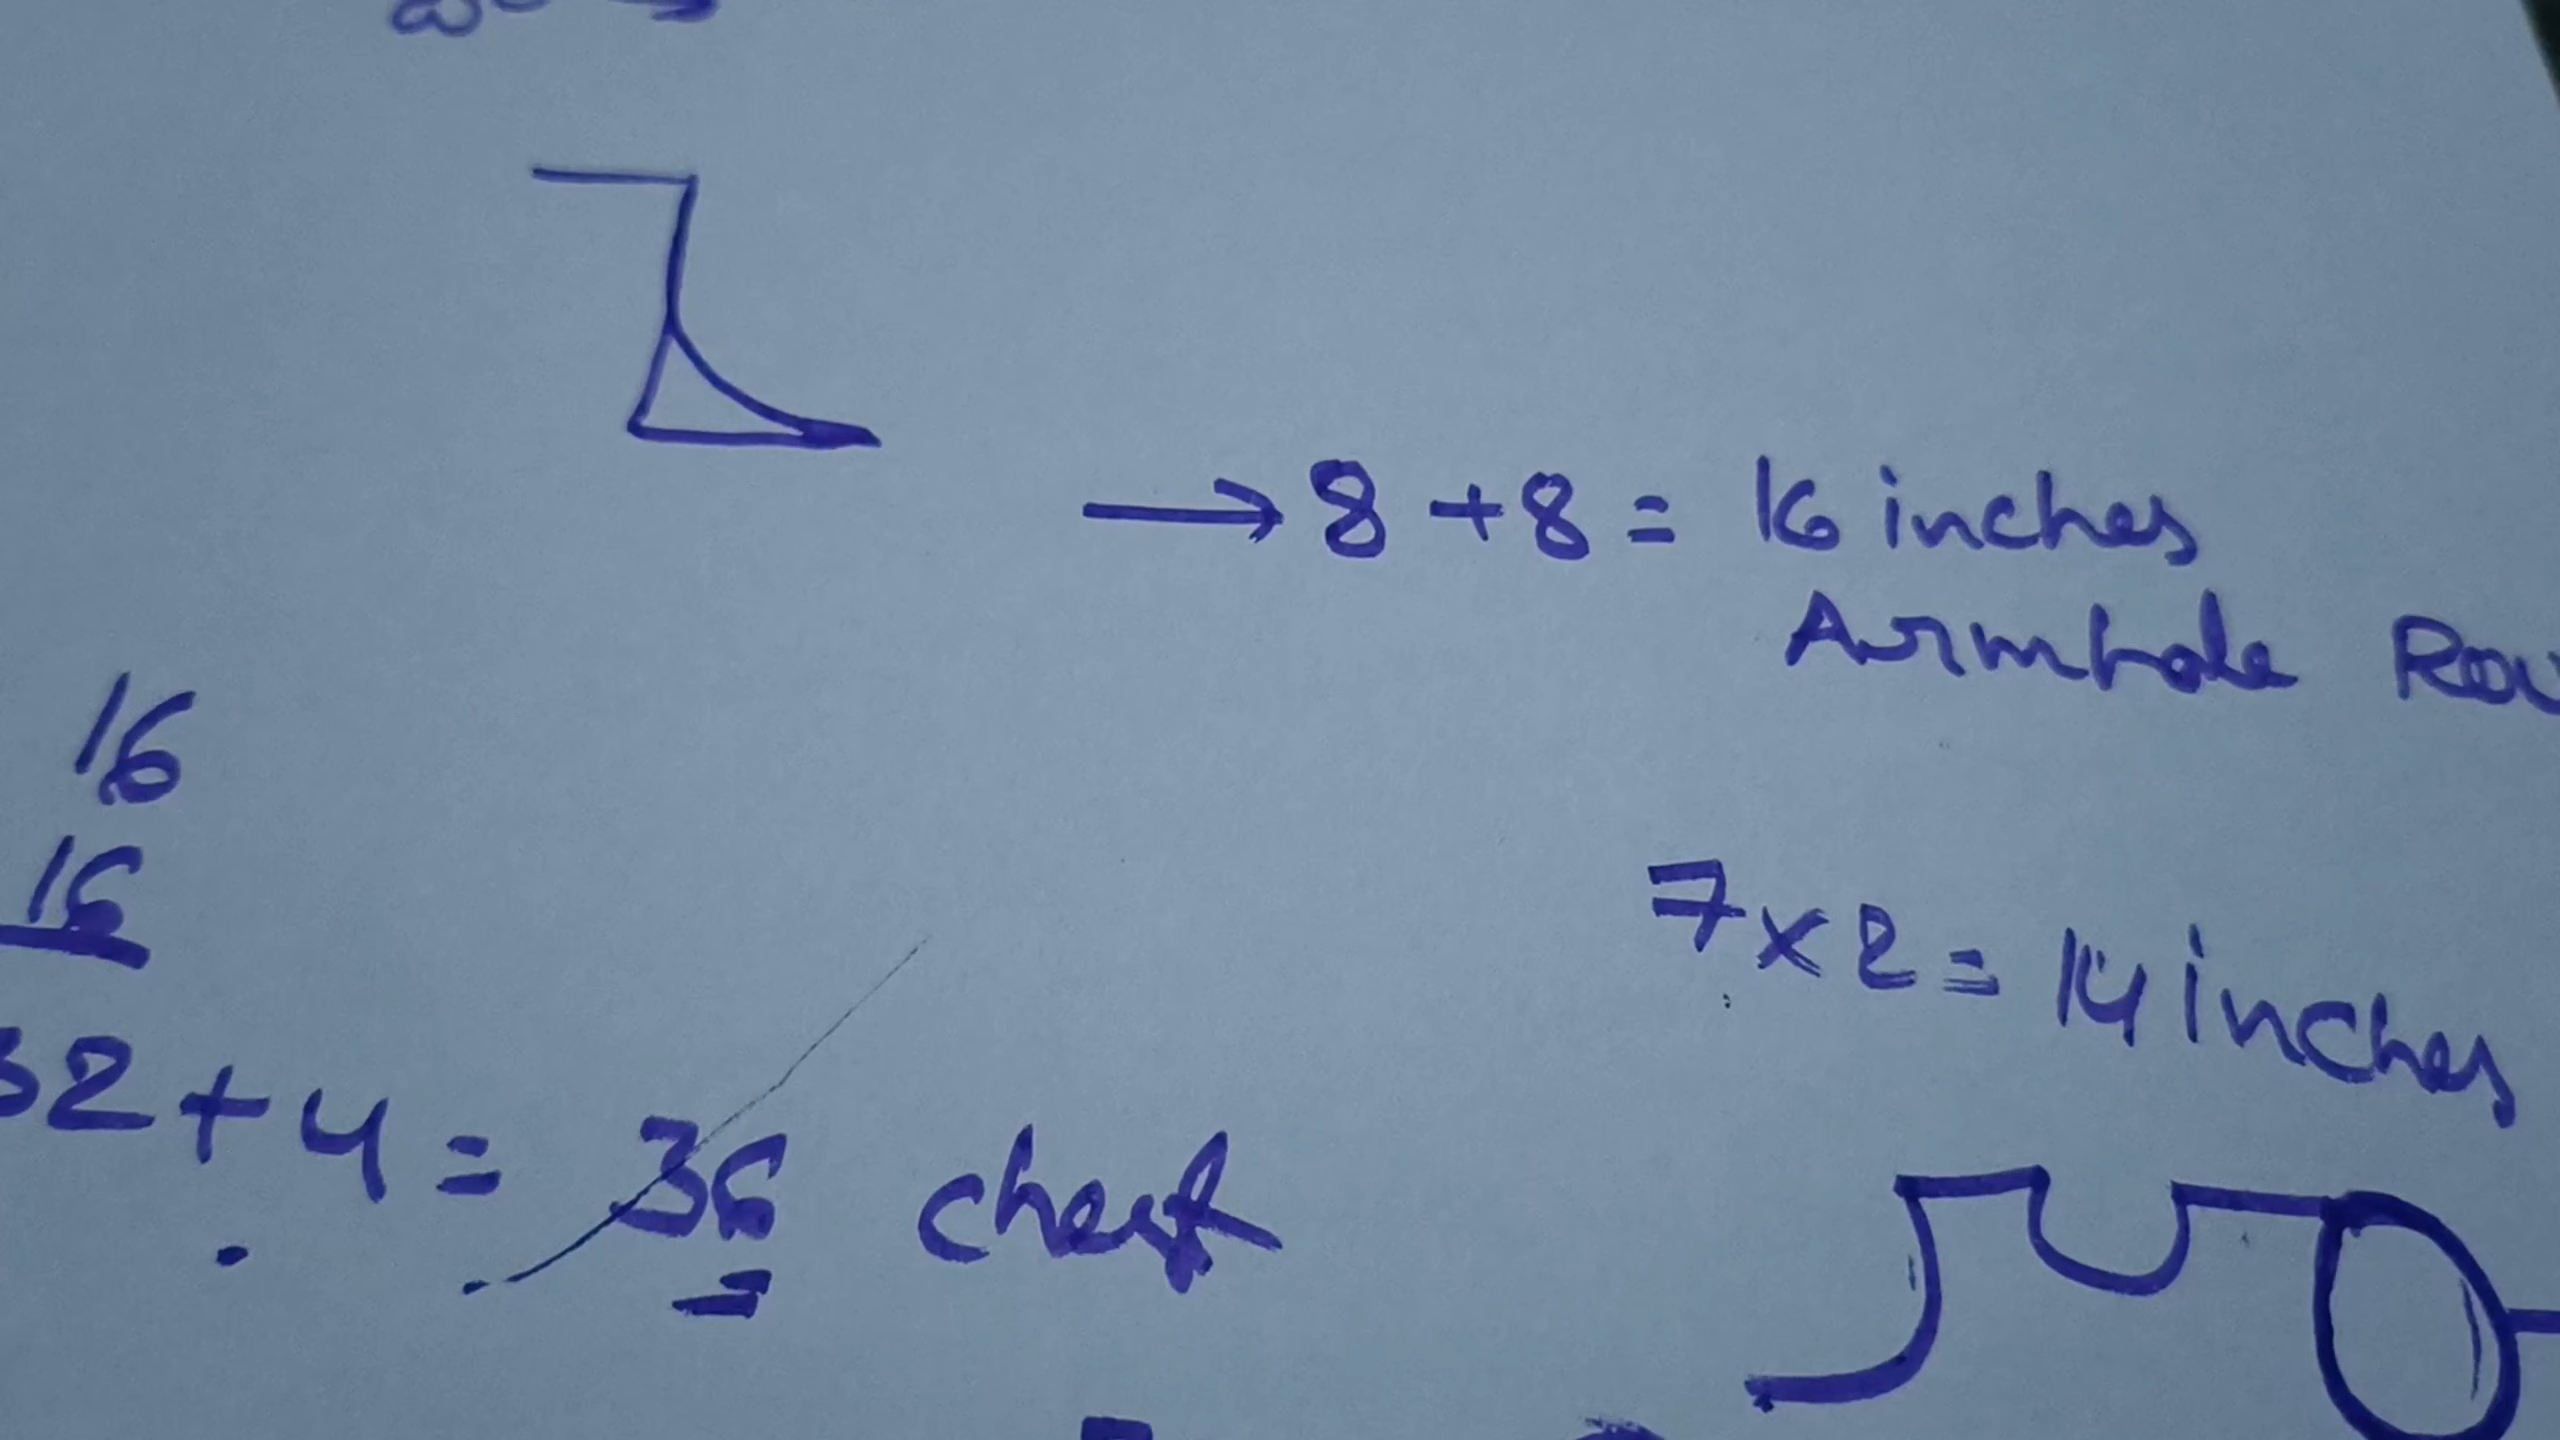 → 8 + 8 = 16 inches
Armhole
16
16
7 x 2 = 14 inches
32 + 4 = 36 chest